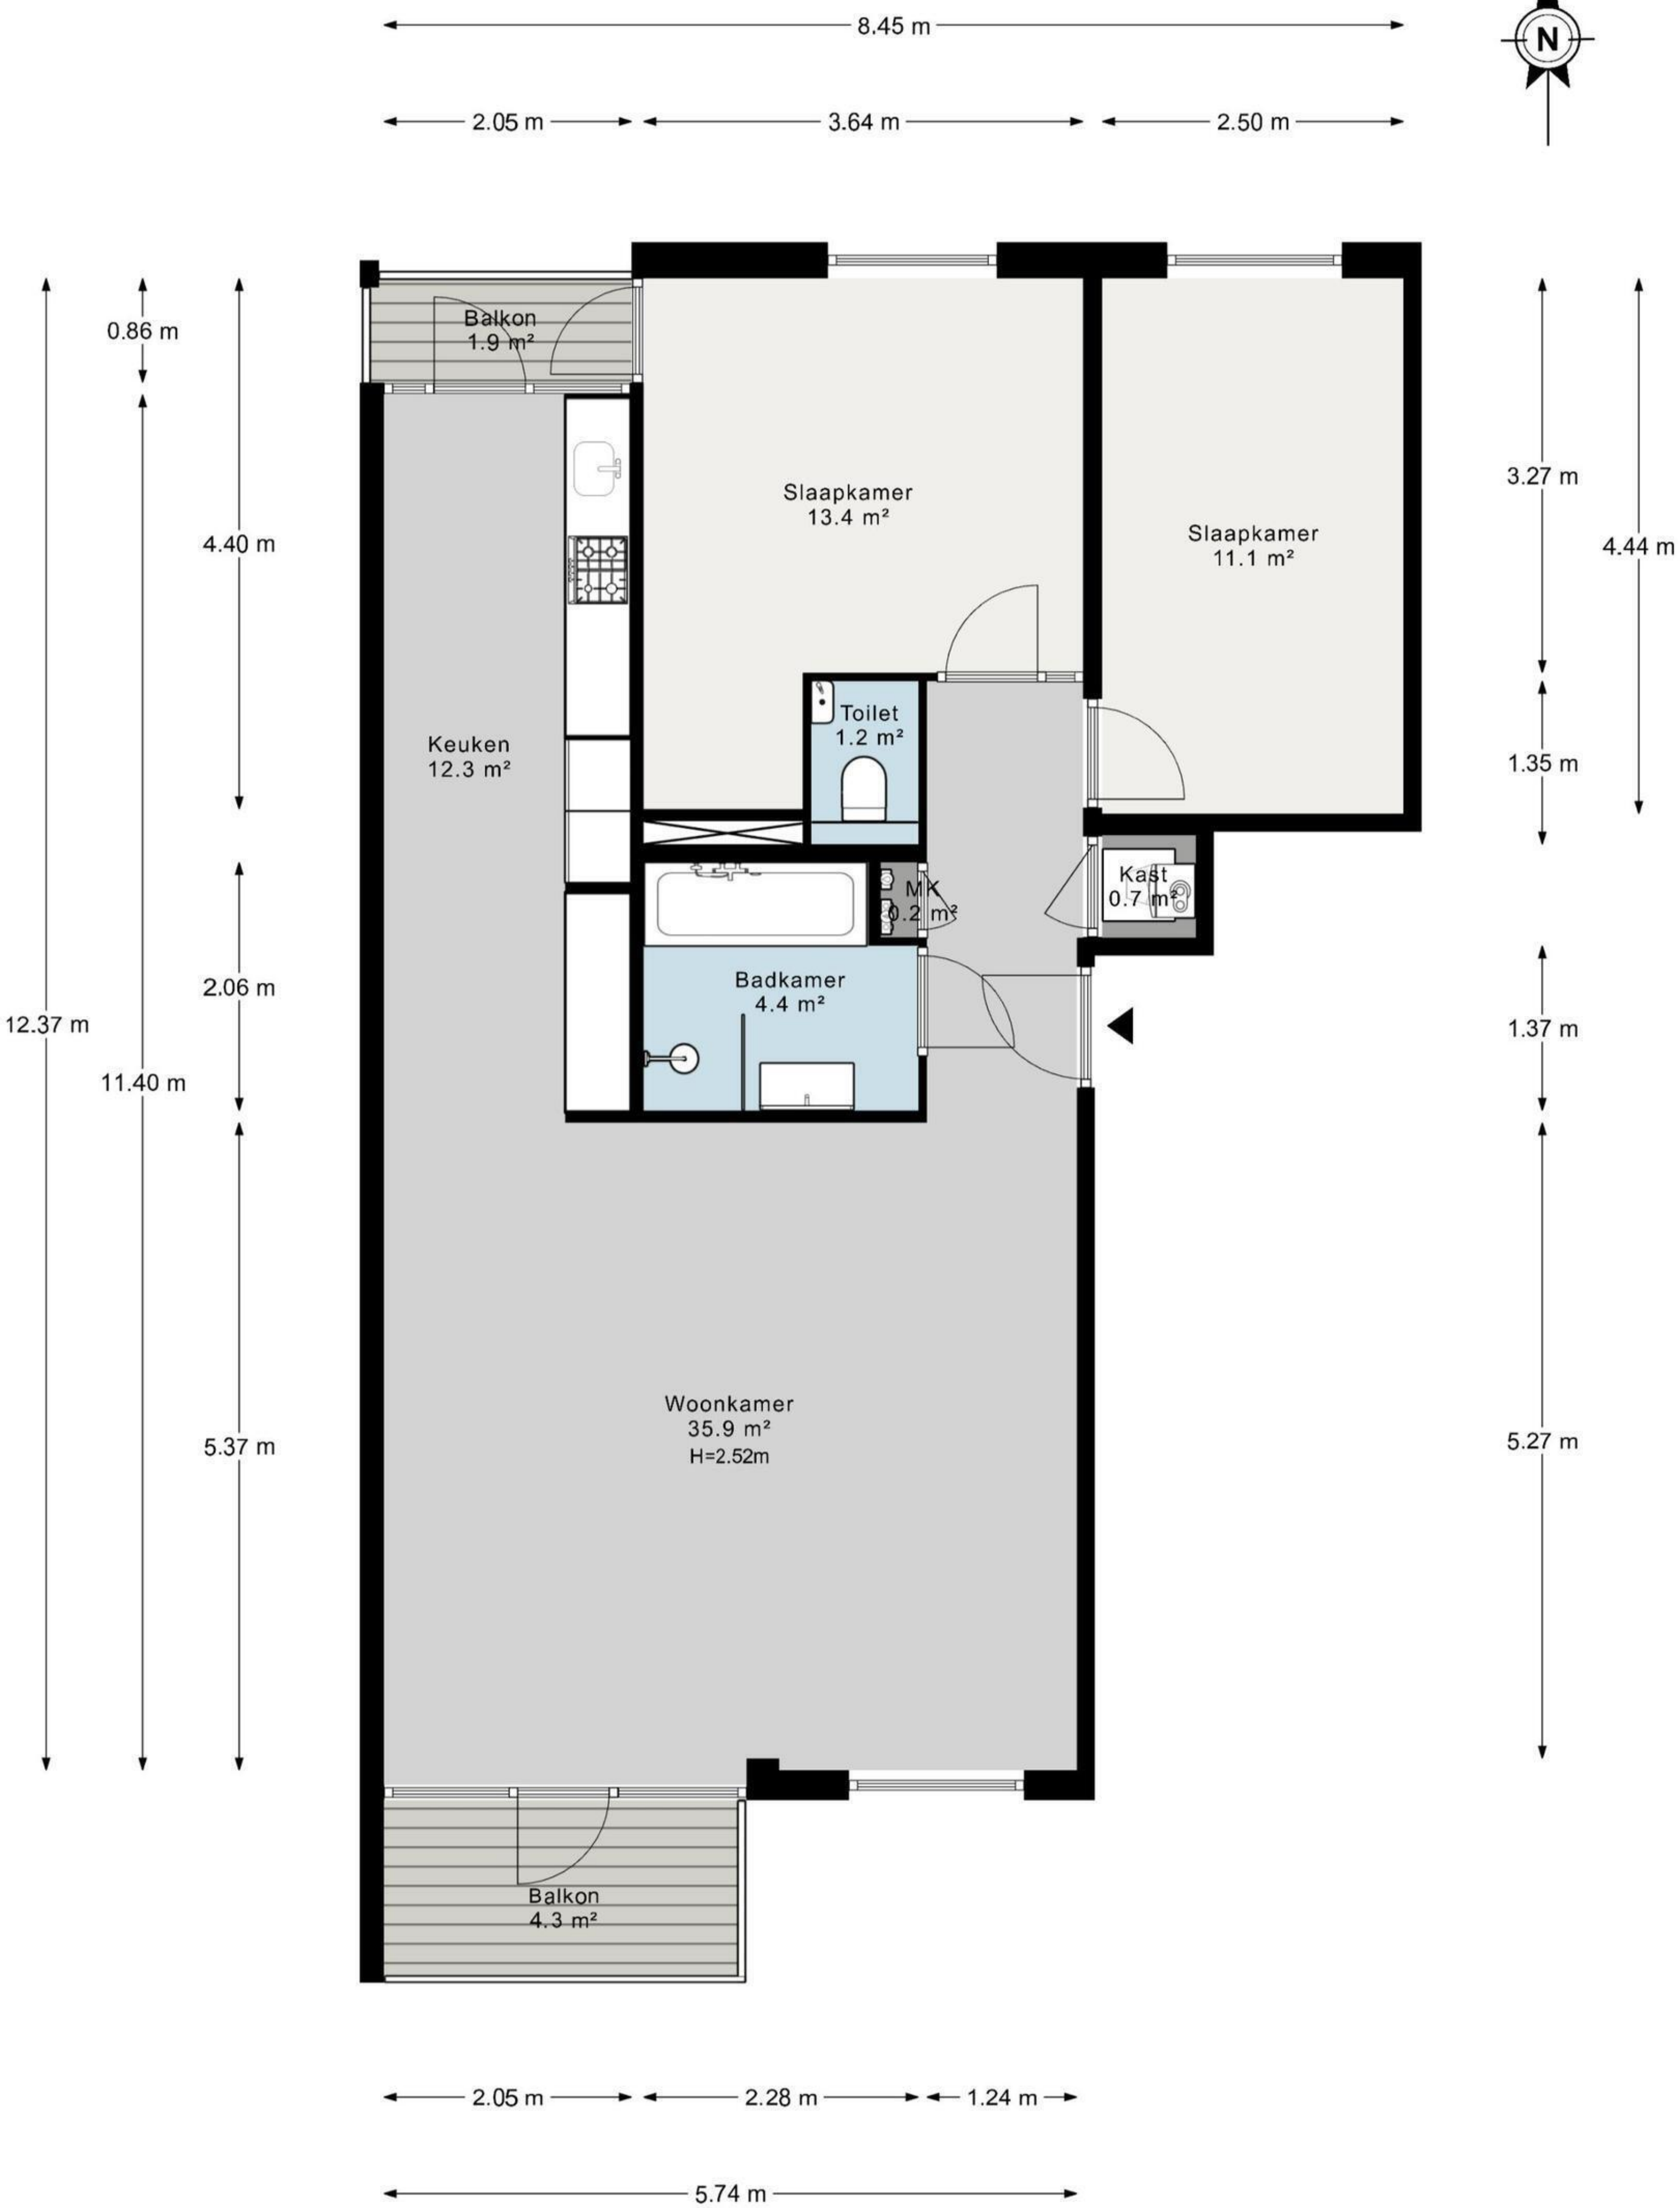 8.45 m
N
2.05 m
3.64 m
2.50 m
Balkon
1.9 m²
0.86 m
Slaapkamer
13.4 m²
3.27 m
Slaapkamer
11.1 m²
4.40 m
4.44 m
Toilet
1.2 m²
Keuken
12.3 m²
1.35 m
Kast
0.7 m²
MK
0.2 m²
Badkamer
4.4 m²
2.06 m
12.37 m
1.37 m
11.40 m
Woonkamer
35.9 m²
H=2.52m
5.37 m
5.27 m
Balkon
4.3 m²
2.05 m
2.28 m
1.24 m
5.74 m